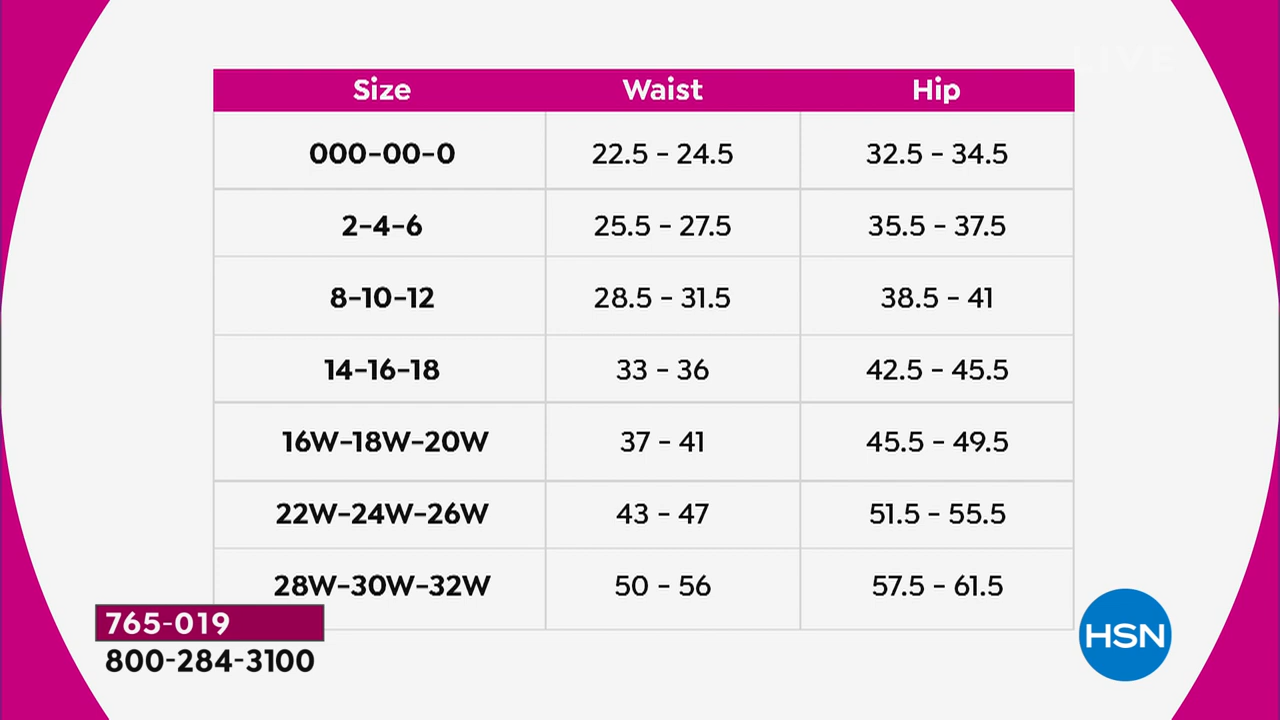 LIVE
Size Waist Hip
000-00-0 22.5 - 24.5 32.5 - 34.5
2-4-6 25.5 - 27.5 35.5 - 37.5
8-10-12 28.5 - 31.5 38.5 - 41
14-16-18 33 - 36 42.5 - 45.5
16W-18W-20W 37 - 41 45.5 - 49.5
22W-24W-26W 43 - 47 51.5 - 55.5
28W-30W-32W 50 - 56 57.5 - 61.5
765-019
800-284-3100
HSN